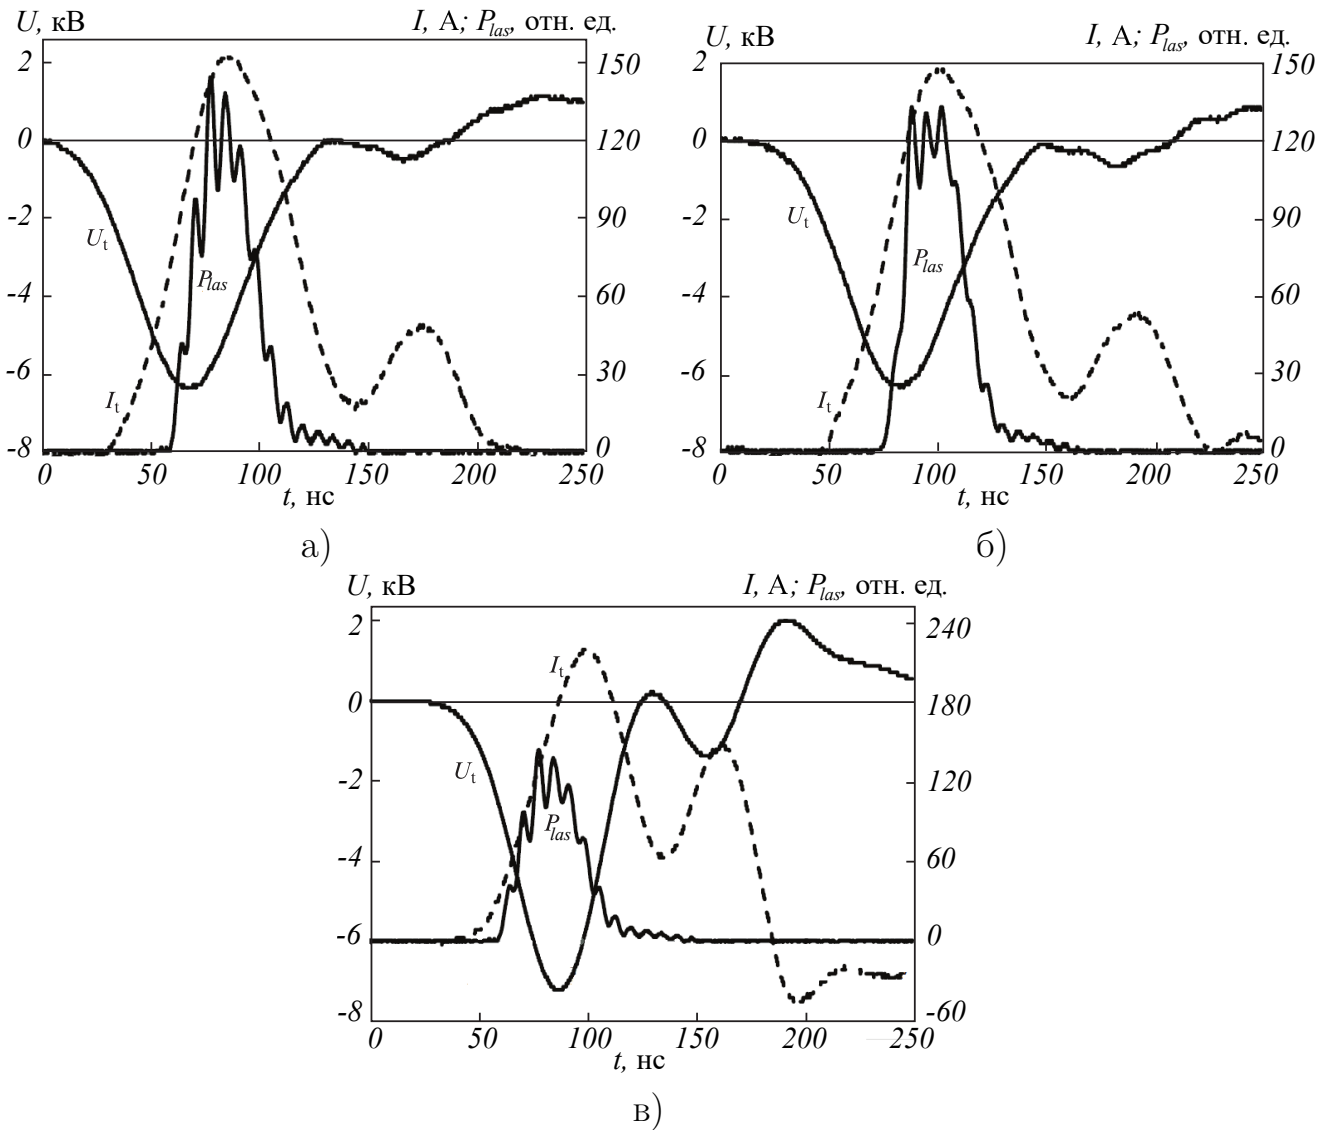 U, кВ I, А; P_las, отн. ед.
2 150
0 120
-2 90
U_t
P_las
-4 60
-6 30
I_t
-8 0
0 50 100 150 200 250
t, нс
а)
U, кВ I, А; P_las, отн. ед.
2 150
0 120
-2 90
U_t
P_las
-4 60
-6 30
I_t
-8 0
0 50 100 150 200 250
t, нс
б)
U, кВ I, А; P_las, отн. ед.
2 240
I_t
0 180
U_t
-2 120
P_las
-4 60
-6 0
-8 -60
0 50 100 150 200 250
t, нс
в)